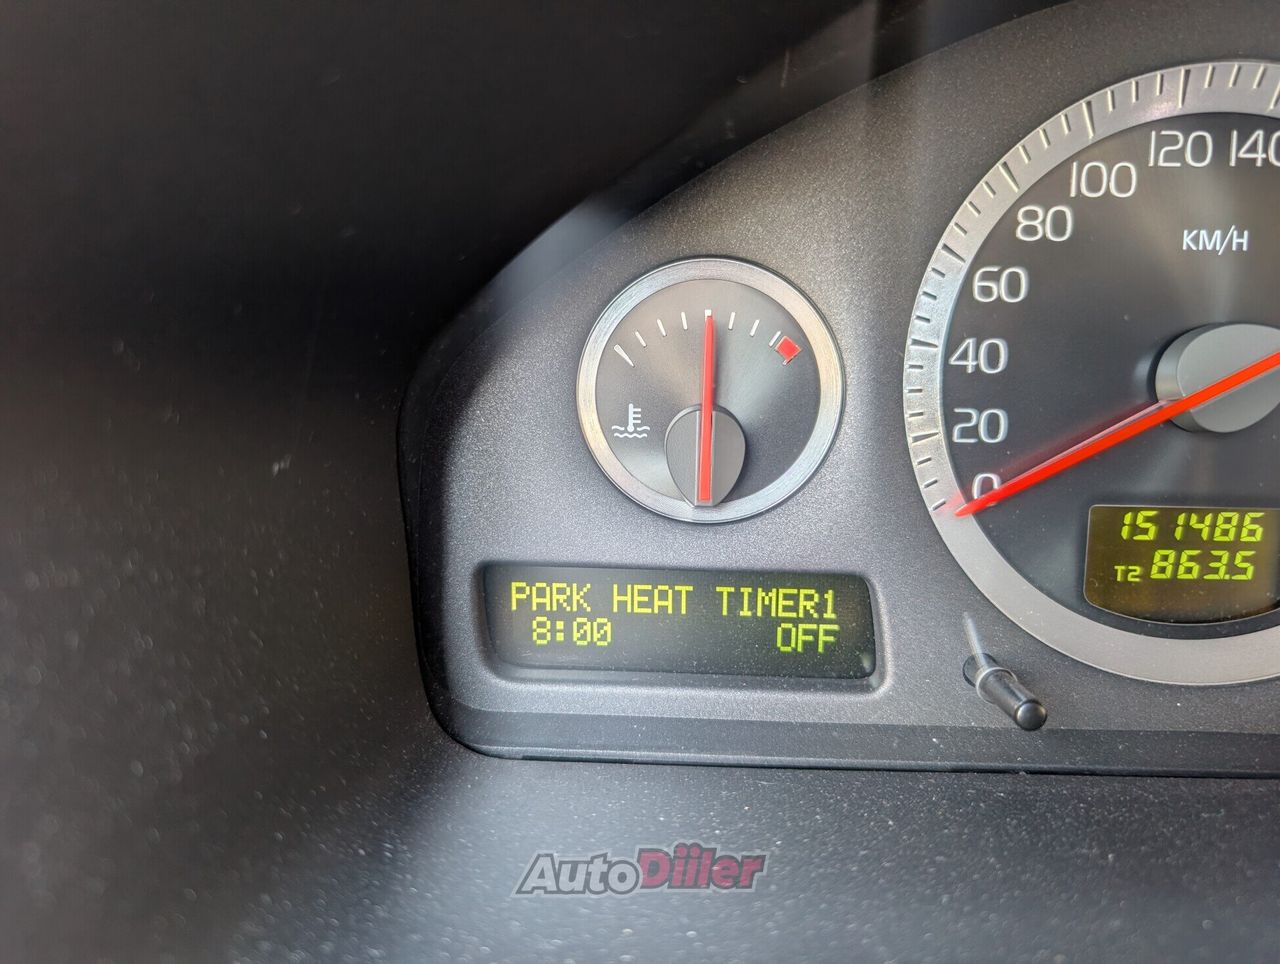 120 140
100
80
KM/H
60
40
20
0
151486
T2 863.5
PARK HEAT TIMER1
8:00 OFF
AutoDiiler